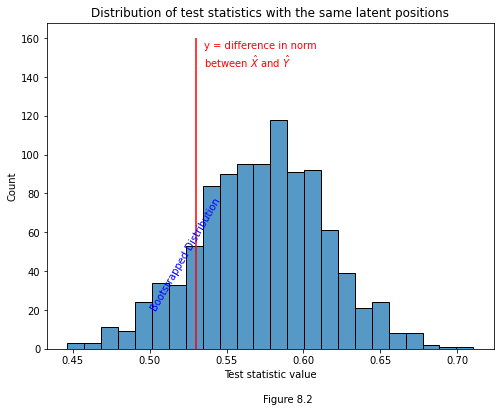 Distribution of test statistics with the same latent positions
160
140
120
100
80
60
40
20
0
Count
y = difference in norm
between X̂ and Ŷ
Bootstrapped Distribution
0.45 0.50 0.55 0.60 0.65 0.70
Test statistic value
Figure 8.2